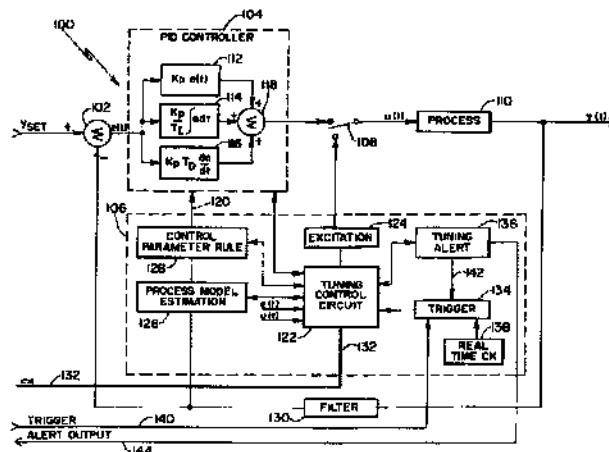 100
104
PID CONTROLLER
112
Kp e(t)
102
114
118
YSET
+
e(t)
Kp
TI
∫edτ
+
+
u(t)
PROCESS
y(t)
108
110
Kp TD de
dt
+
−
120
106
124
136
EXCITATION
TUNING
ALERT
CONTROL
PARAMETER RULE
126
TUNING
CONTROL
CIRCUIT
142
134
PROCESS MODEL
ESTIMATION
128
TRIGGER
122
132
138
REAL
TIME CK
132
FILTER
130
TRIGGER
140
ALERT OUTPUT
144